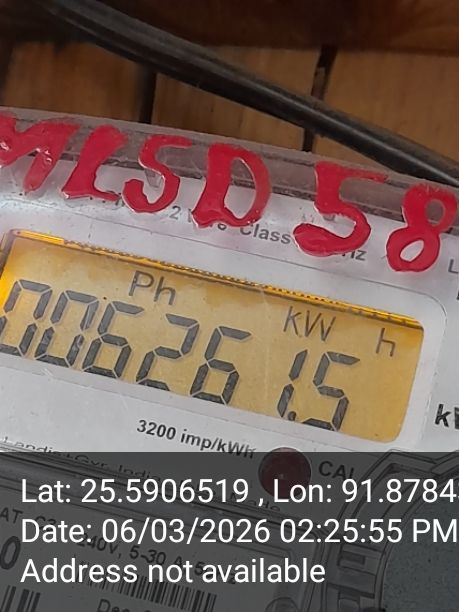 MLSD 58
Class
Ph
kW h
0062615
3200 imp/kWh
CAL
Lat: 25.5906519 , Lon: 91.8784
Date: 06/03/2026 02:25:55 PM
Address not available